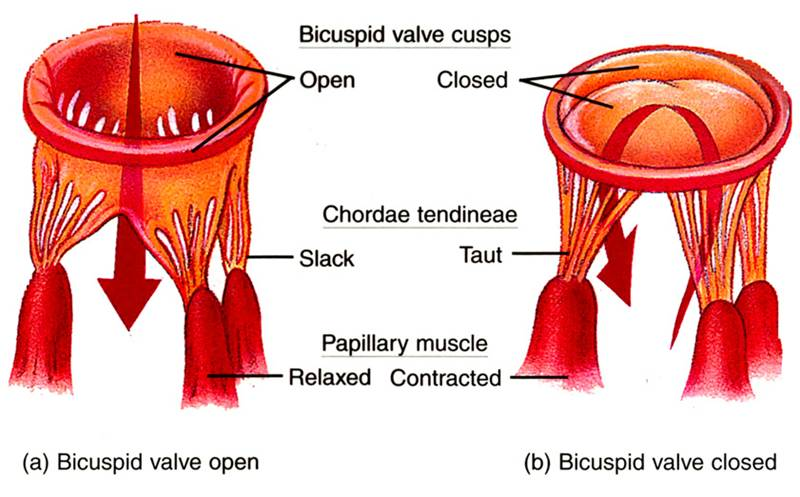 Bicuspid valve cusps
Open
Closed
Chordae tendineae
Slack
Taut
Papillary muscle
Relaxed
Contracted
(a) Bicuspid valve open
(b) Bicuspid valve closed